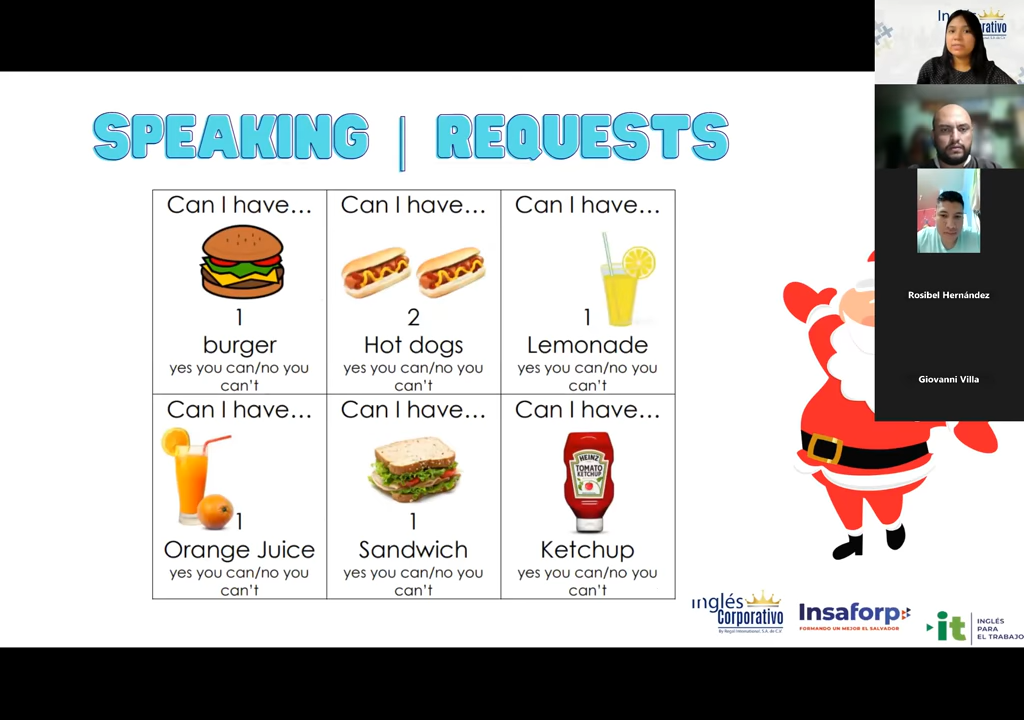 SPEAKING | REQUESTS
Can I have...
1
burger
yes you can/no you
can't
Can I have...
2
Hot dogs
yes you can/no you
can't
Can I have...
1
Lemonade
yes you can/no you
can't
Can I have...
1
Orange Juice
yes you can/no you
can't
Can I have...
1
Sandwich
yes you can/no you
can't
Can I have...
HEINZ
TOMATO
KETCHUP
Ketchup
yes you can/no you
can't
Rosibel Hernández
Giovanni Villa
Inglés
Corporativo
By Regal International, S.A. de C.V.
Insaforp
FORMANDO UN MEJOR EL SALVADOR
it
INGLÉS
PARA
EL TRABAJO